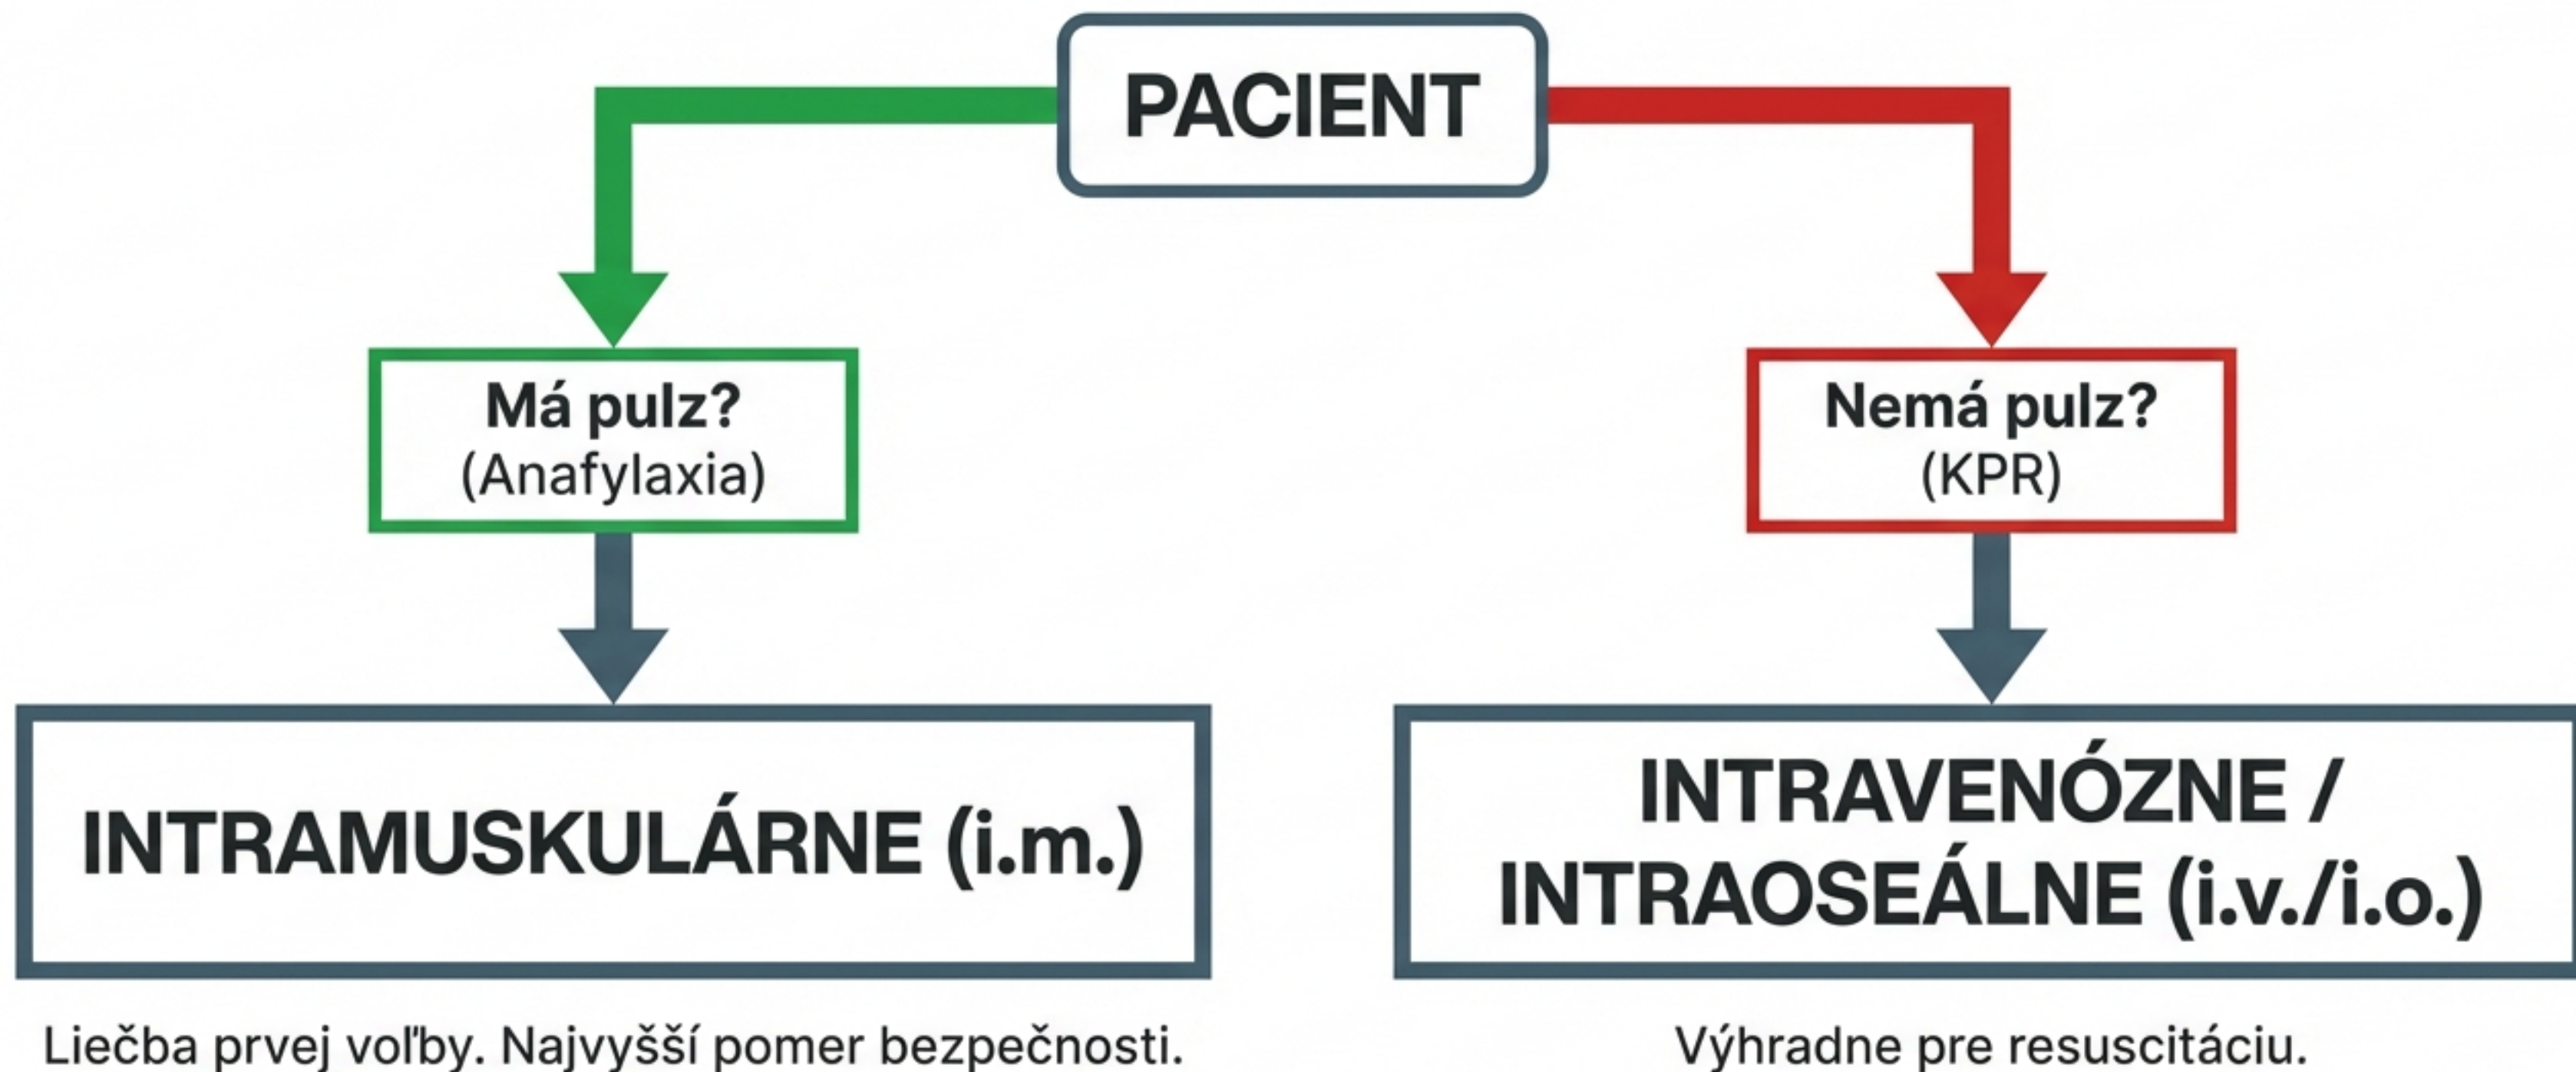 PACIENT
Má pulz?
(Anafylaxia)
Nemá pulz?
(KPR)
INTRAMUSKULÁRNE (i.m.)
INTRAVENÓZNE /
INTRAOSEÁLNE (i.v./i.o.)
Liečba prvej voľby. Najvyšší pomer bezpečnosti.
Výhradne pre resuscitáciu.